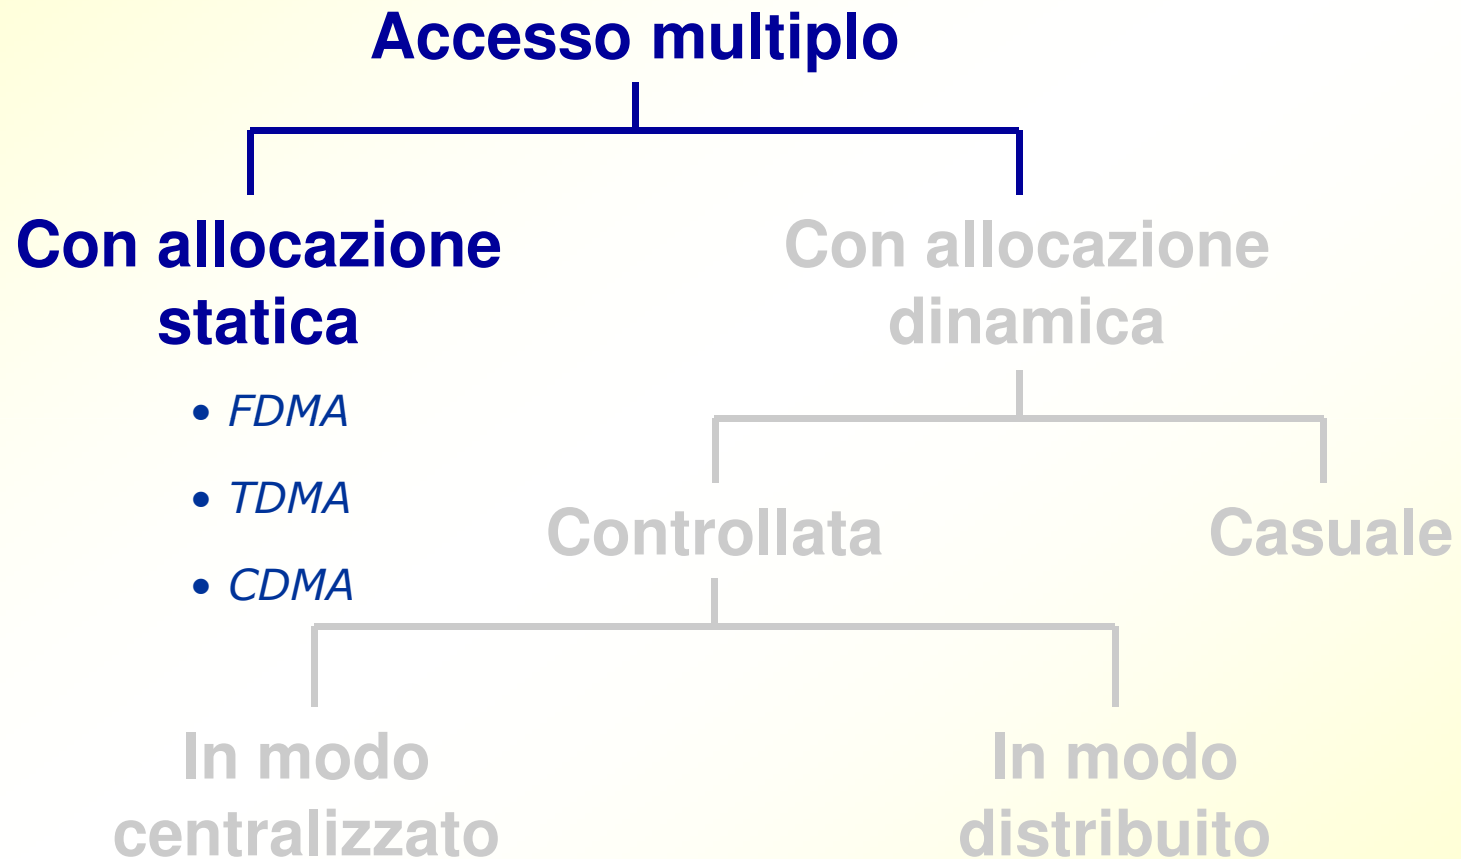 Accesso multiplo
Con allocazione
statica
• FDMA
• TDMA
• CDMA
Con allocazione
dinamica
Controllata
Casuale
In modo
centralizzato
In modo
distribuito